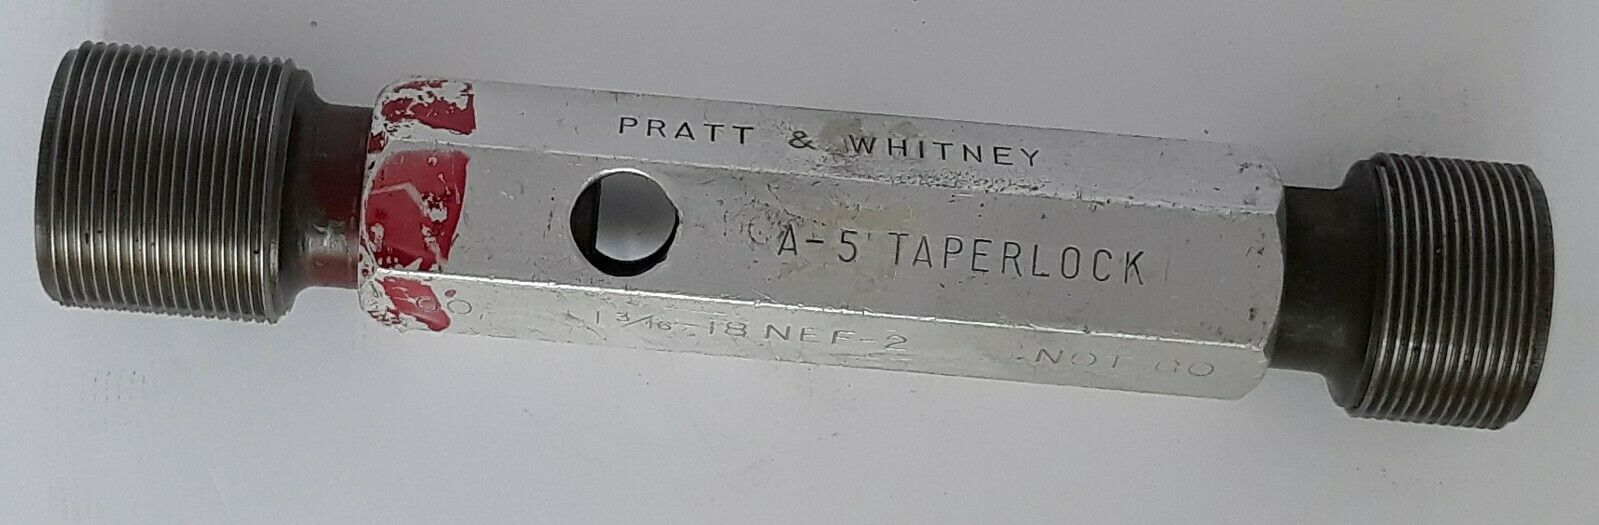 PRATT & WHITNEY
A-5 TAPERLOCK
GO 1 3/16-18 NEF-2 NOT GO